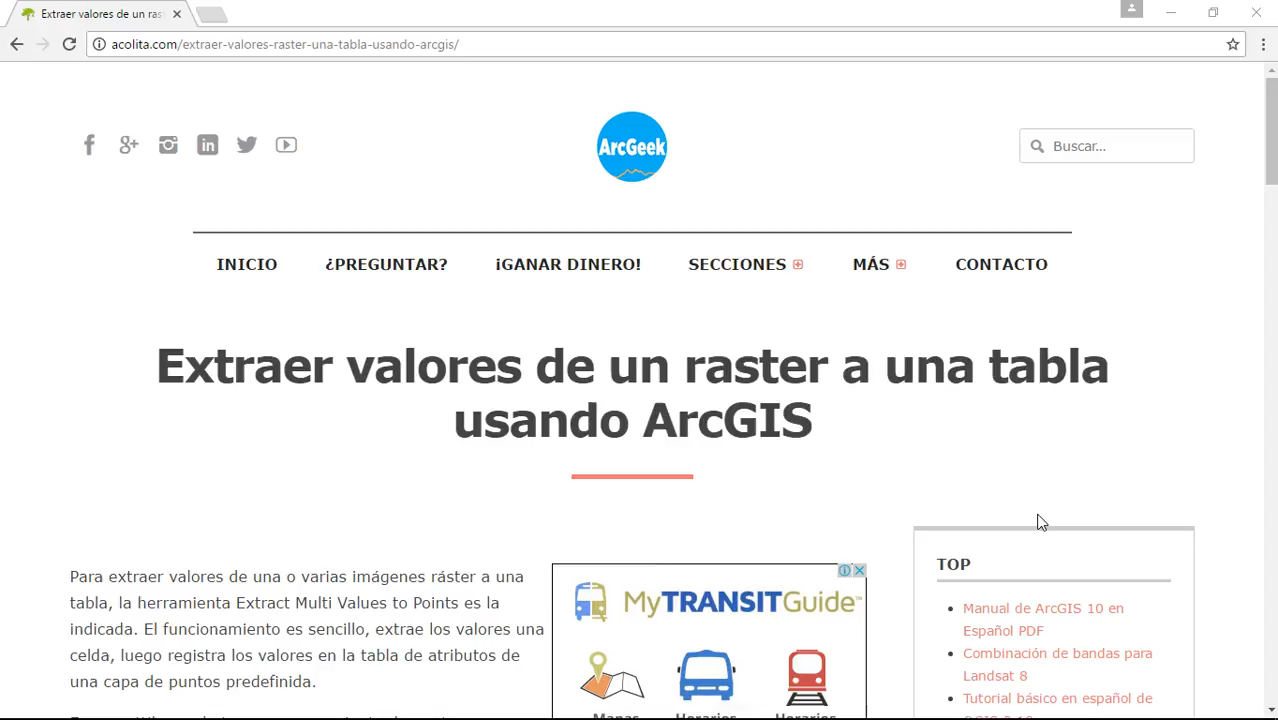 Extraer valores de un ras
acolita.com/extraer-valores-raster-una-tabla-usando-arcgis/
ArcGeek
Buscar...
INICIO ¿PREGUNTAR? ¡GANAR DINERO! SECCIONES MÁS CONTACTO
Extraer valores de un raster a una tabla
usando ArcGIS
Para extraer valores de una o varias imágenes ráster a una
tabla, la herramienta Extract Multi Values to Points es la
indicada. El funcionamiento es sencillo, extrae los valores una
celda, luego registra los valores en la tabla de atributos de
una capa de puntos predefinida.
MyTRANSITGuide™
Mapas Horarios Horarios
TOP
Manual de ArcGIS 10 en
Español PDF
Combinación de bandas para
Landsat 8
Tutorial básico en español de